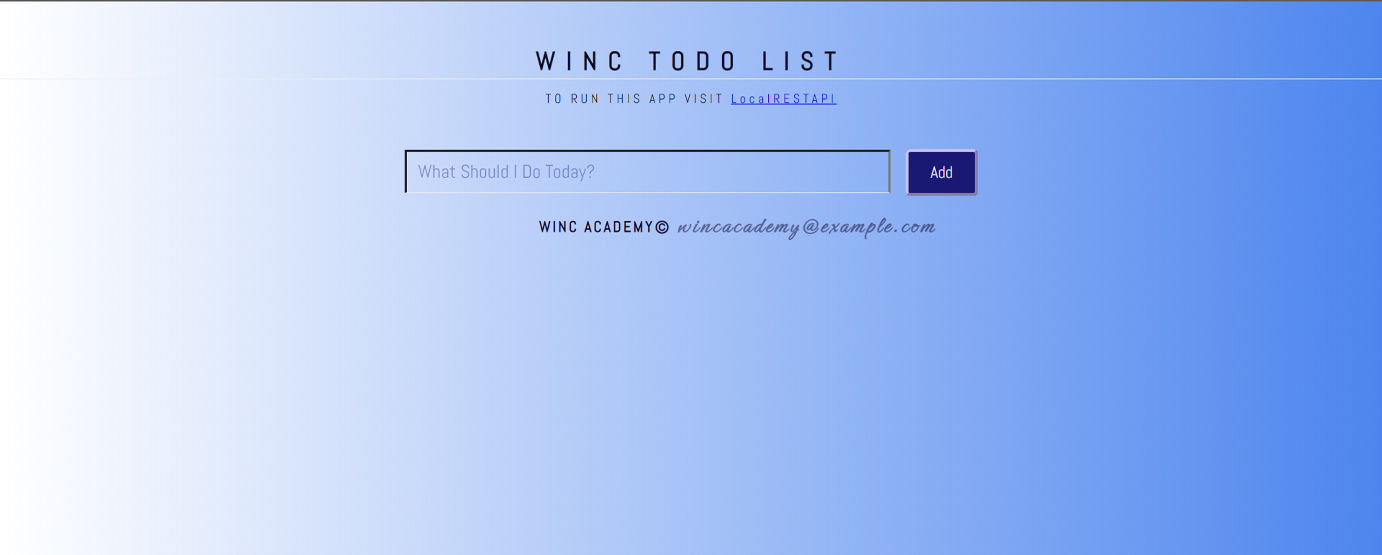 WINC TODO LIST
TO RUN THIS APP VISIT LocalRESTAPI
What Should I Do Today?
Add
WINC ACADEMY© wincacademy@example.com